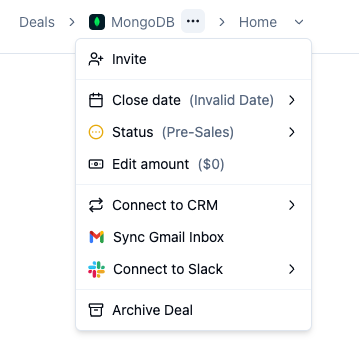 Deals > MongoDB ··· > Home
Invite
Close date (Invalid Date)
Status (Pre-Sales)
Edit amount ($0)
Connect to CRM
Sync Gmail Inbox
Connect to Slack
Archive Deal